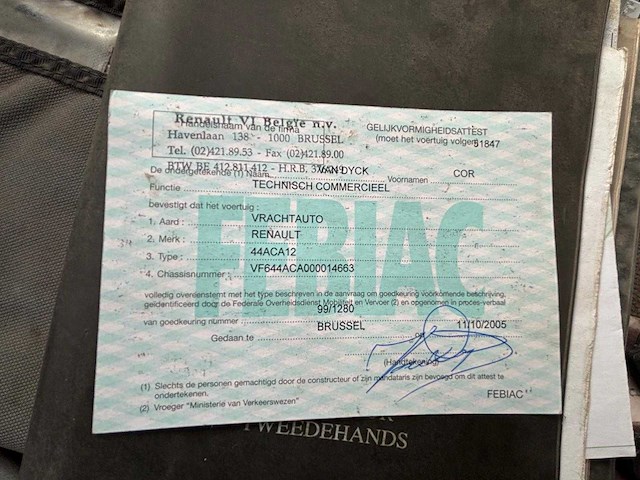 Renault VI België n.v.
Handelsnaam van de firma
GELIJKVORMIGHEIDSATTEST
Havenlaan 138 - 1000 BRUSSEL
(moet het voertuig volgen)
51847
Tel. (02)421.89.53 - Fax (02)421.89.00
BTW BE 412.811.412 - H.R.B.
De ondergetekende (1) Naam VAN DYCK Voornamen COR
Functie TECHNISCH COMMERCIEEL
bevestigt dat het voertuig :
1. Aard : VRACHTAUTO
2. Merk : RENAULT
3. Type : 44ACA12
4. Chassisnummer : VF644ACA000014663
FEBIAC
volledig overeenstemt met het type beschreven in de aanvraag om goedkeuring voorkomende beschrijving,
geïdentificeerd door de Federale Overheidsdienst Mobiliteit en Vervoer (2) en opgenomen in proces-verbaal
van goedkeuring nummer 99/1280
Gedaan te BRUSSEL op 11/10/2005
(Handtekening)
(1) Slechts de personen gemachtigd door de constructeur of zijn mandataris zijn bevoegd om dit attest te
ondertekenen.
(2) Vroeger "Ministerie van Verkeerswezen"
FEBIAC
TWEEDEHANDS